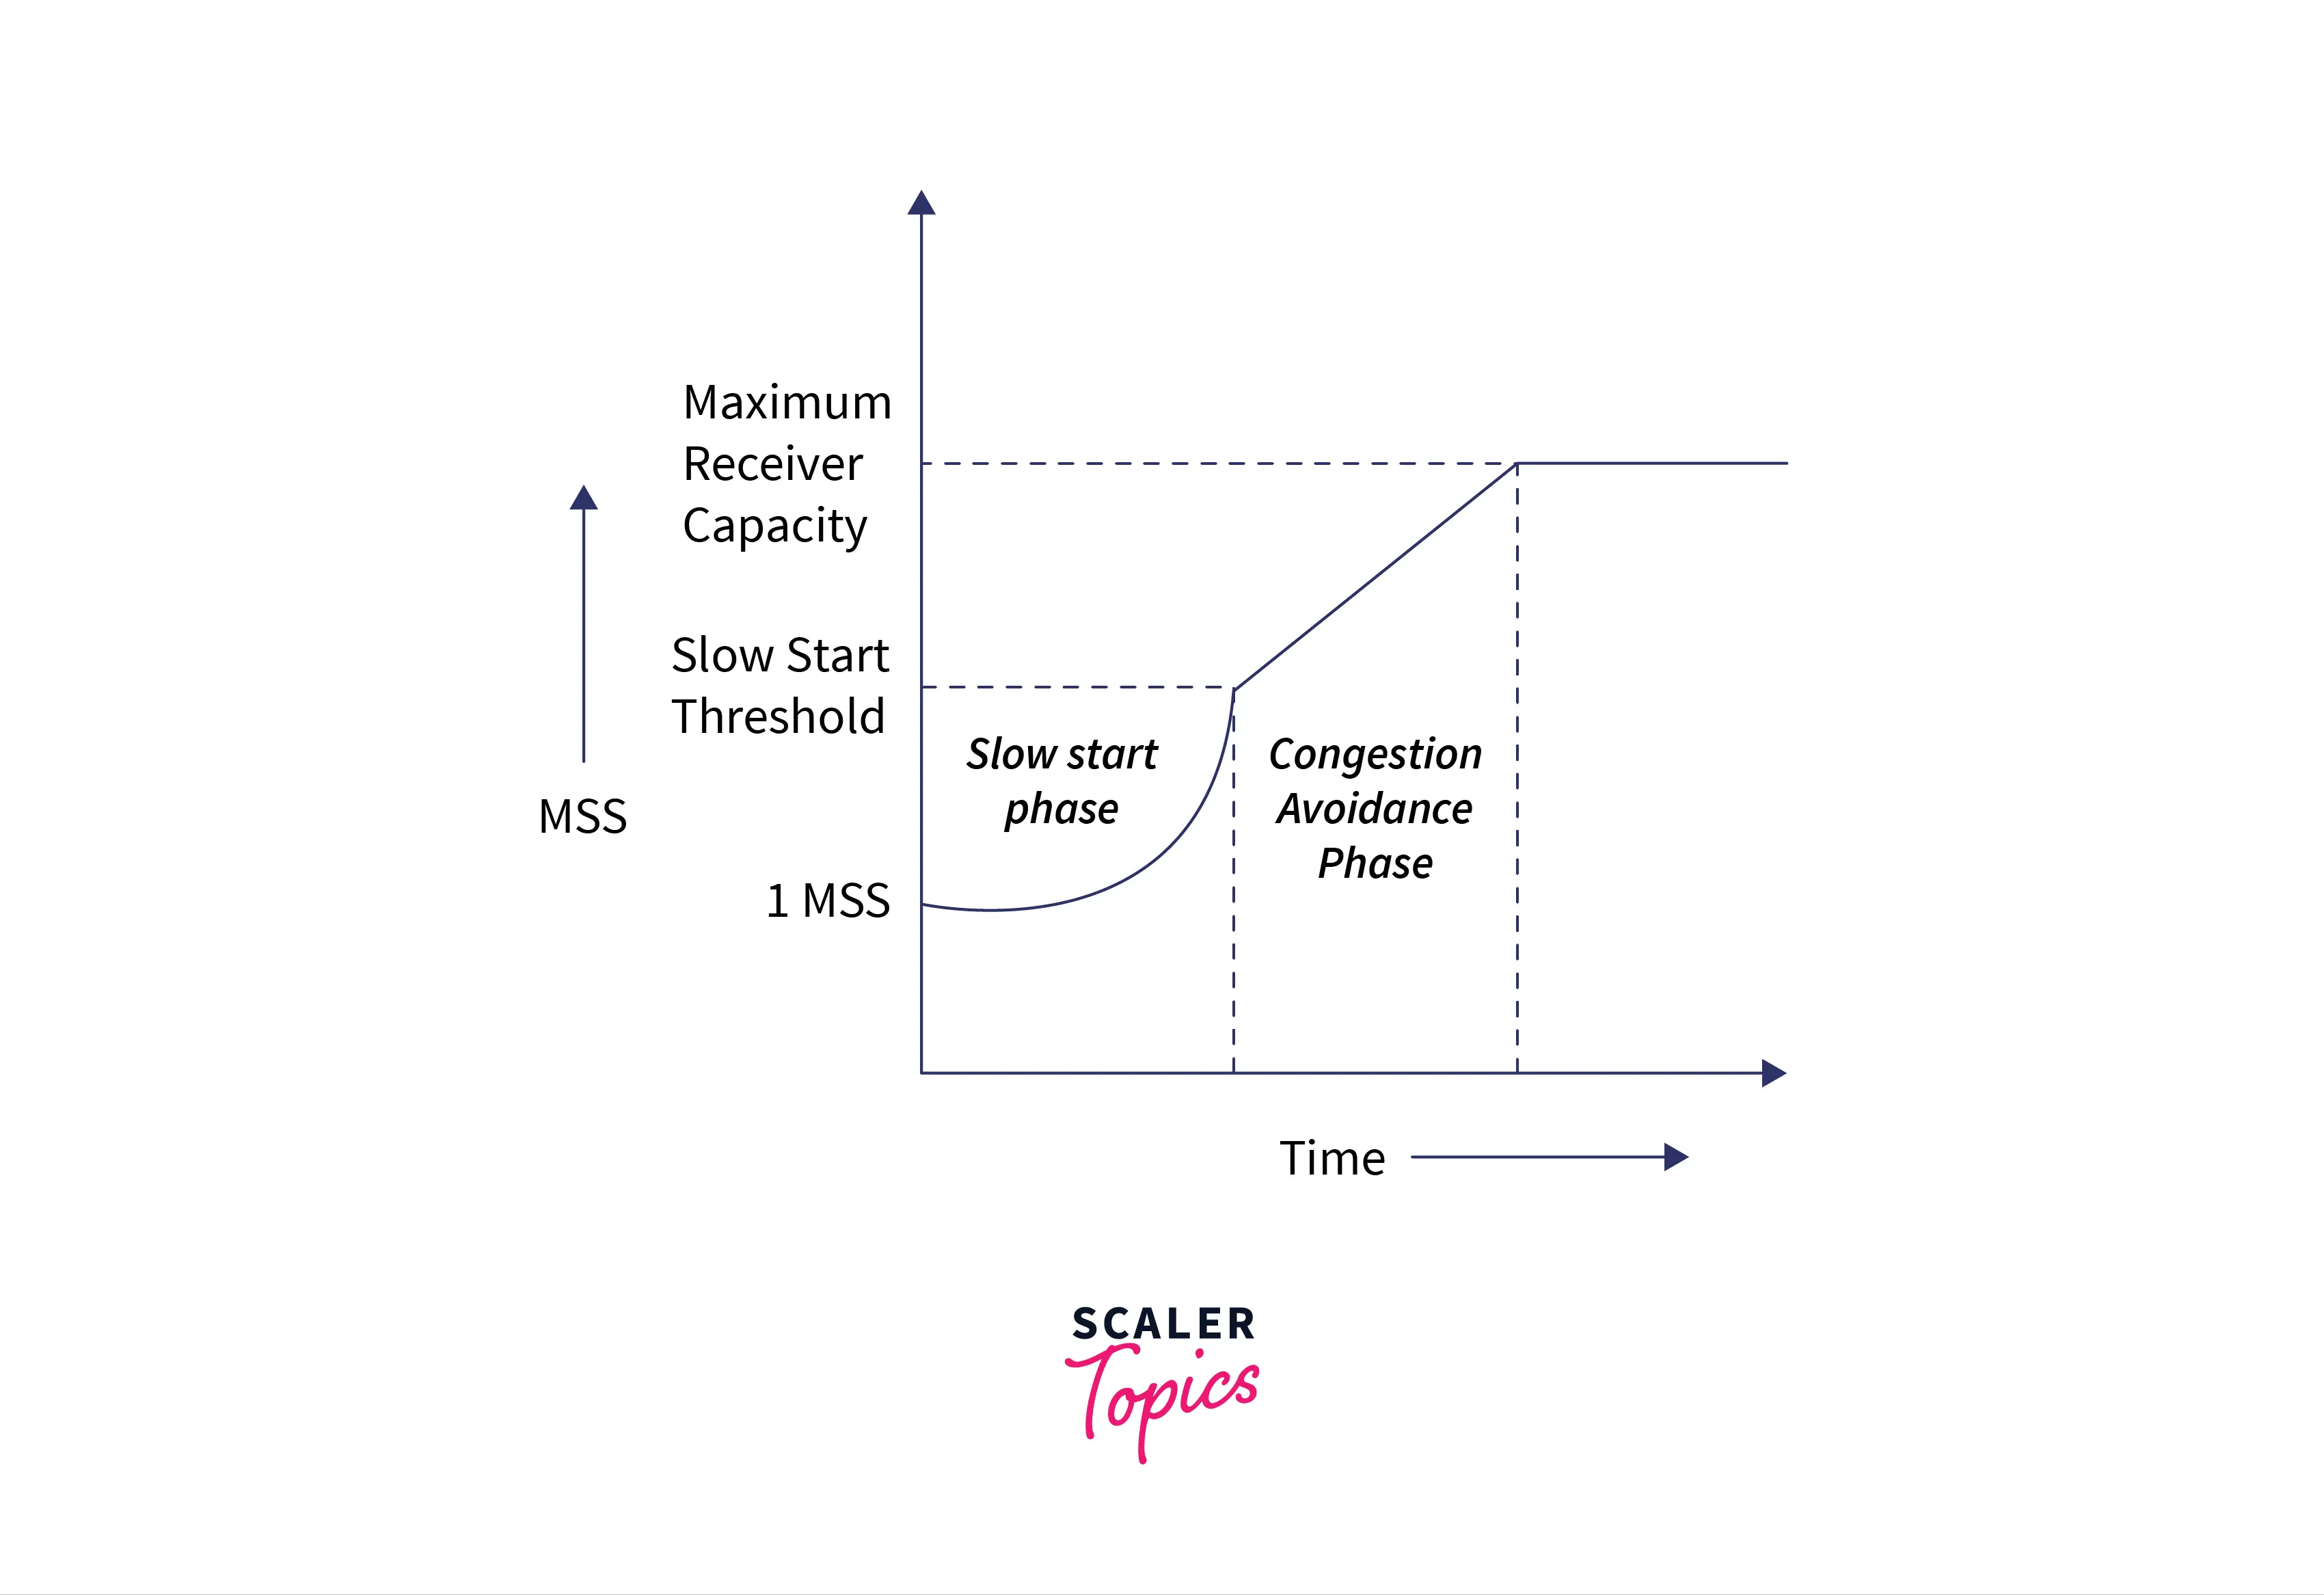 Maximum
Receiver
Capacity
Slow Start
Threshold
Slow start
phase
Congestion
Avoidance
Phase
MSS
1 MSS
Time
SCALER
Topics